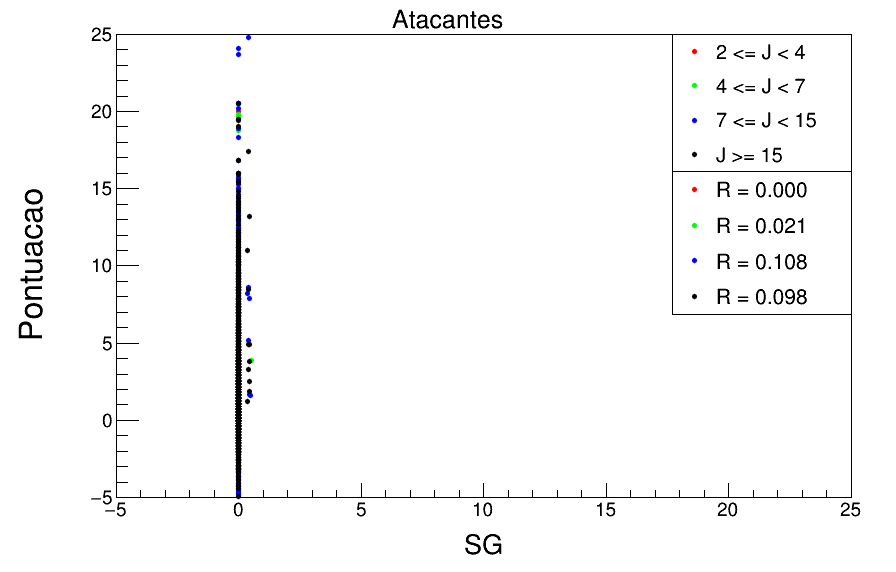 Atacantes
25
20
15
10
5
0
−5
−5 0 5 10 15 20 25
Pontuacao
SG
2 <= J < 4
4 <= J < 7
7 <= J < 15
J >= 15
R = 0.000
R = 0.021
R = 0.108
R = 0.098